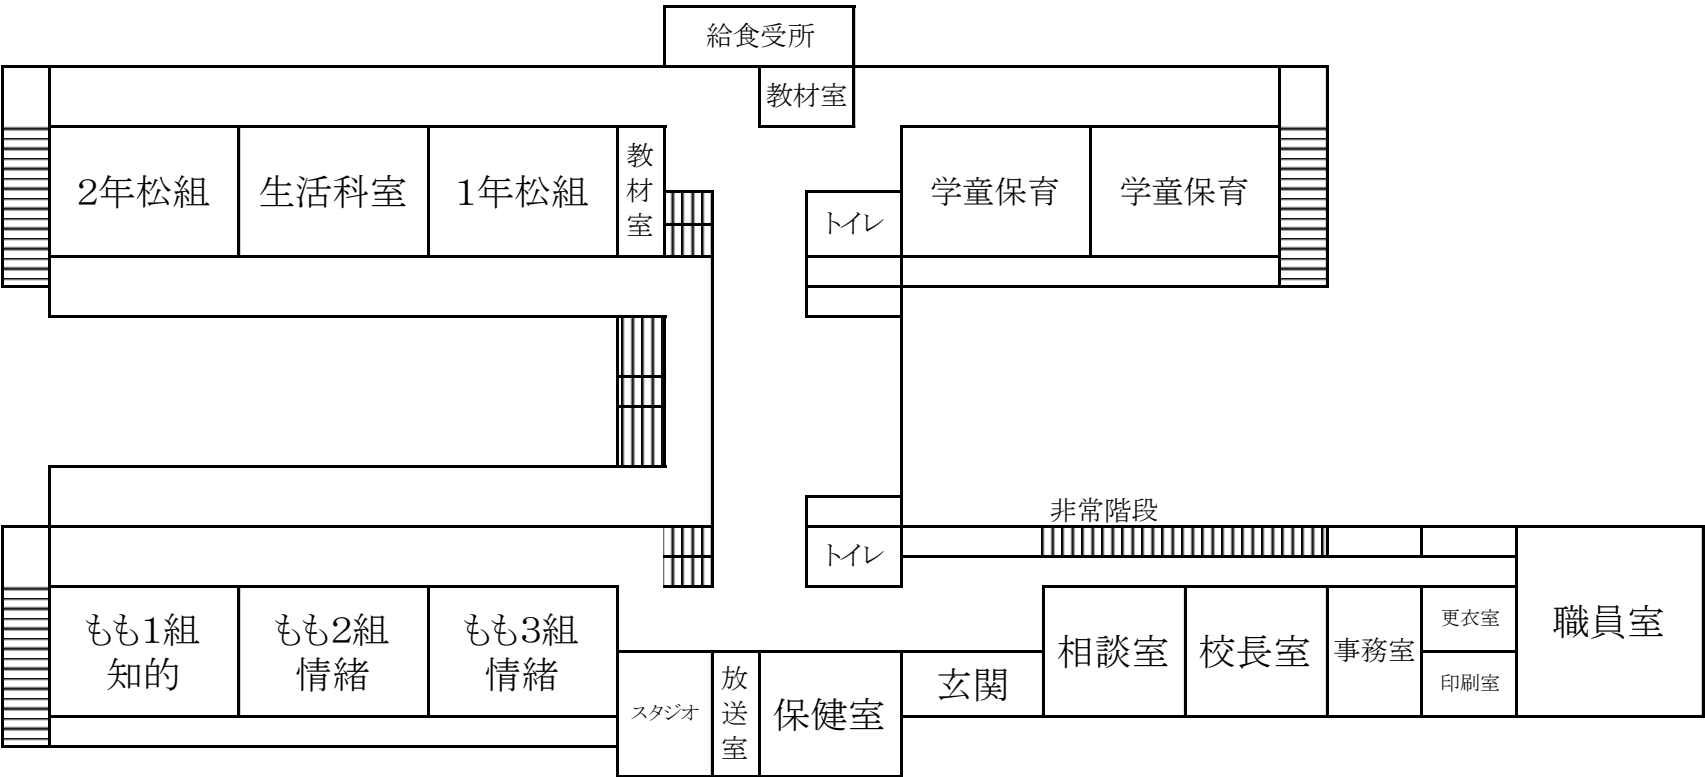 給食受所
教材室
2年松組
生活科室
1年松組
教材室
トイレ
学童保育
学童保育
非常階段
トイレ
もも1組
知的
もも2組
情緒
もも3組
情緒
スタジオ
放送室
保健室
玄関
相談室
校長室
事務室
更衣室
印刷室
職員室